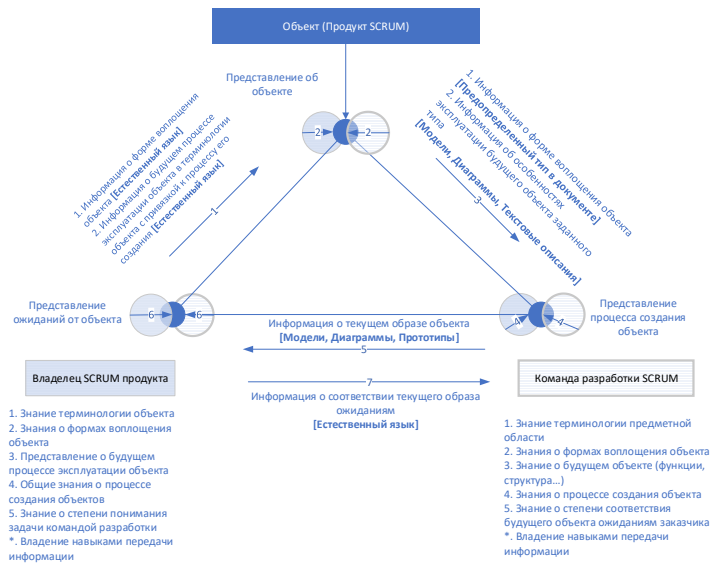 Объект (Продукт SCRUM)
Представление об
объекте
2
2
1. Информация о форме воплощения
объекта [Естественный язык]
2. Информация о будущем процессе
эксплуатации объекта в терминологии
объекта с привязкой к процессу его
создания [Естественный язык]
1
1. Информация о форме воплощения объекта
[Предопределенный тип в документе]
2. Информация об особенностях
эксплуатации будущего объекта заданного
типа
[Модели, Диаграммы, Текстовые описания]
3
Представление
ожиданий от объекта
6
6
4
4
Представление
процесса создания
объекта
Информация о текущем образе объекта
[Модели, Диаграммы, Прототипы]
5
7
Информация о соответствии текущего образа
ожиданиям
[Естественный язык]
Владелец SCRUM продукта
1. Знание терминологии объекта
2. Знания о формах воплощения
объекта
3. Представление о будущем
процессе эксплуатации объекта
4. Общие знания о процессе
создания объектов
5. Знание о степени понимания
задачи командой разработки
*. Владение навыками передачи
информации
Команда разработки SCRUM
1. Знание терминологии предметной
области
2. Знания о формах воплощения объекта
3. Знание о будущем объекте (функции,
структура...)
4. Знания о процессе создания объекта
5. Знание о степени соответствия
будущего объекта ожиданиям заказчика
*. Владение навыками передачи
информации